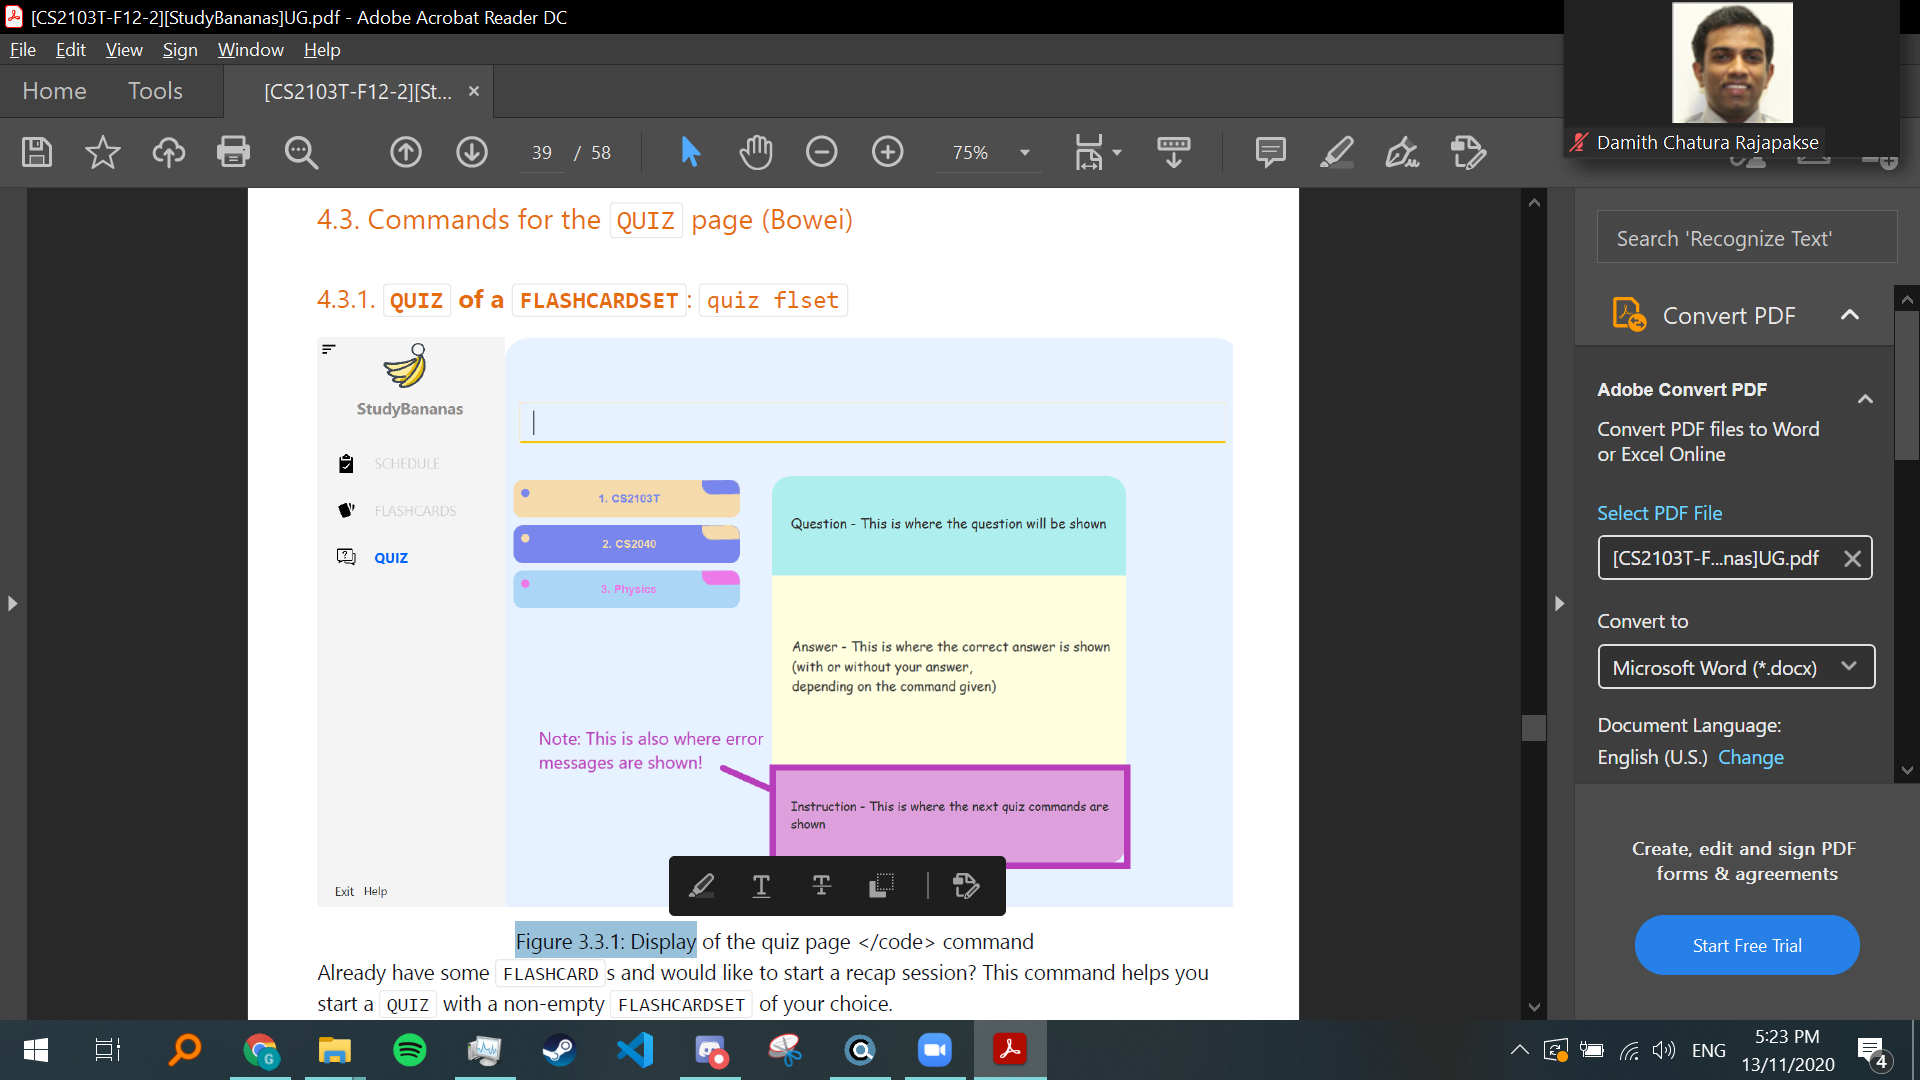 [CS2103T-F12-2][StudyBananas]UG.pdf - Adobe Acrobat Reader DC
File Edit View Sign Window Help
Home Tools [CS2103T-F12-2][St... ×
39 / 58 75%
Damith Chatura Rajapakse
4.3. Commands for the QUIZ page (Bowei)
4.3.1. QUIZ of a FLASHCARDSET: quiz flset
StudyBananas
SCHEDULE
FLASHCARDS
QUIZ
Exit Help
1. CS2103T
2. CS2040
3. Physics
Question - This is where the question will be shown
Answer - This is where the correct answer is shown
(with or without your answer,
depending on the command given)
Note: This is also where error
messages are shown!
Instruction - This is where the next quiz commands are
shown
Figure 3.3.1: Display of the quiz page </code> command
Already have some FLASHCARD s and would like to start a recap session? This command helps you
start a QUIZ with a non-empty FLASHCARDSET of your choice.
Search 'Recognize Text'
Convert PDF
Adobe Convert PDF
Convert PDF files to Word
or Excel Online
Select PDF File
[CS2103T-F...nas]UG.pdf
Convert to
Microsoft Word (*.docx)
Document Language:
English (U.S.) Change
Create, edit and sign PDF
forms & agreements
Start Free Trial
ENG
5:23 PM
13/11/2020
4